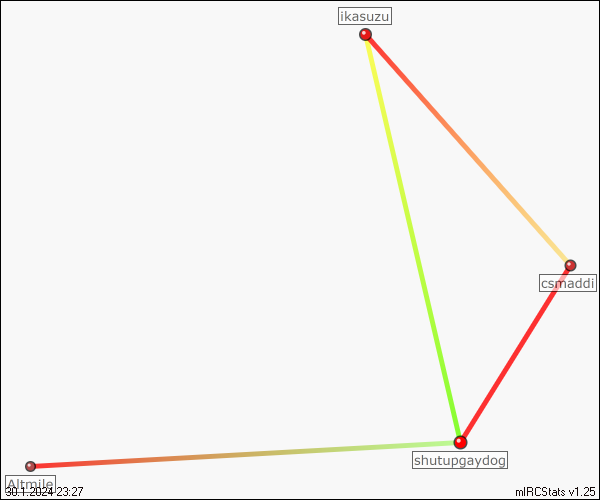 ikasuzu
csmaddi
shutupgaydog
Altmile
30.1.2024 23:27
mIRCStats v1.25